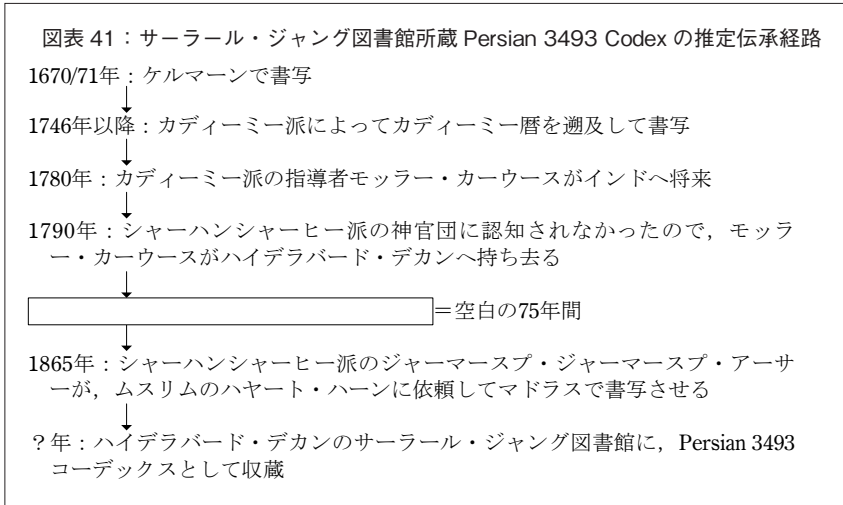 図表 41：サーラール・ジャング図書館所蔵 Persian 3493 Codex の推定伝承経路
1670/71年：ケルマーンで書写
1746年以降：カディーミー派によってカディーミー暦を遡及して書写
1780年：カディーミー派の指導者モッラー・カーウースがインドへ将来
1790年：シャーハンシャーヒー派の神官団に認知されなかったので，モッラ
ー・カーウースがハイデラバード・デカンへ持ち去る
＝空白の75年間
1865年：シャーハンシャーヒー派のジャーマースプ・ジャーマースプ・アーサ
ーが，ムスリムのハヤート・ハーンに依頼してマドラスで書写させる
？年：ハイデラバード・デカンのサーラール・ジャング図書館に，Persian 3493
コーデックスとして収蔵